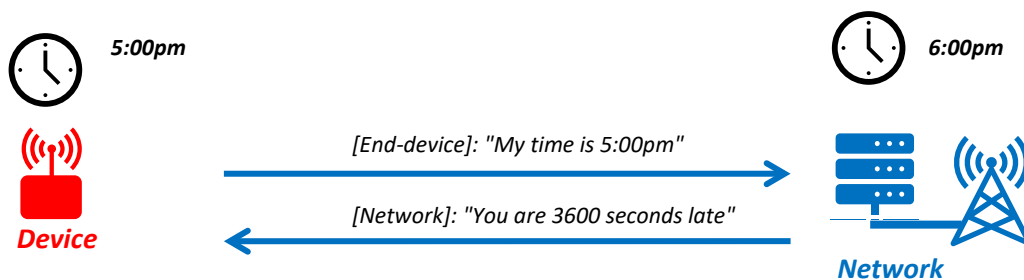 5:00pm
6:00pm
[End-device]: "My time is 5:00pm"
[Network]: "You are 3600 seconds late"
Device
Network